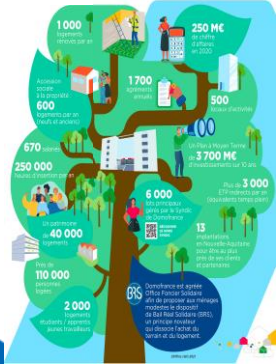 1 000
logements
rénovés par an
250 M€
de chiffre
d'affaires
en 2020
Accession
sociale
à la propriété
600
logements par an
(neufs et anciens)
1 700
agréments
annuels
500
locaux d'activités
670 salariés
250 000
heures d'insertion par an
Un Plan à Moyen Terme
de 3 700 M€
d'investissements sur 10 ans
Plus de 3 000
ETP indirects par an
(équivalents temps plein)
6 000
lots principaux
gérés par le Syndic
de Domofrance
Un patrimoine
de 40 000
logements
13
implantations
en Nouvelle-Aquitaine
pour être au plus
près de ses clients
et partenaires
Près de
110 000
personnes
logées
2 000
logements
étudiants / apprentis
jeunes travailleurs
BRS
Domofrance est agréée
Office Foncier Solidaire
afin de proposer aux ménages
modestes le dispositif
de Bail Réel Solidaire (BRS),
un principe novateur
qui dissocie l'achat du
terrain et du logement.